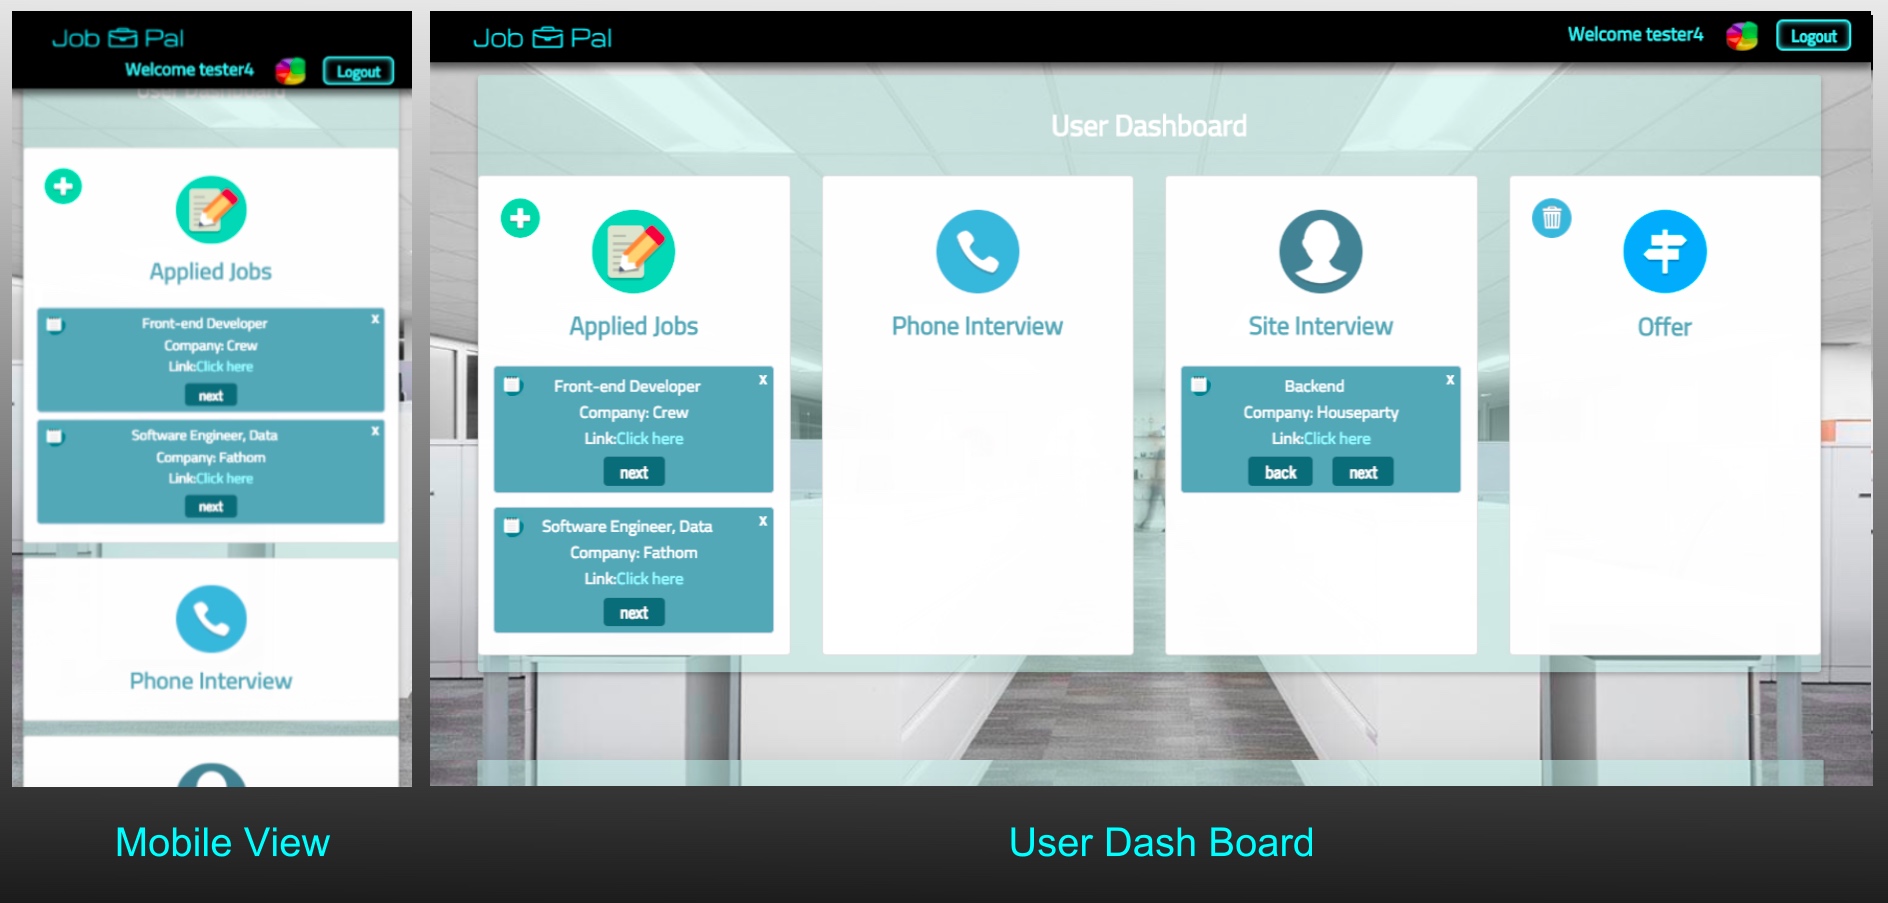 Job Pal
Welcome tester4
Logout
User Dashboard
Applied Jobs
Front-end Developer
x
Company: Crew
Link:Click here
next
Software Engineer, Data
x
Company: Fathom
Link:Click here
next
Phone Interview
Mobile View
Job Pal
Welcome tester4
Logout
User Dashboard
Applied Jobs
Front-end Developer
x
Company: Crew
Link:Click here
next
Software Engineer, Data
x
Company: Fathom
Link:Click here
next
Phone Interview
Site Interview
Backend
x
Company: Houseparty
Link:Click here
back next
Offer
User Dash Board